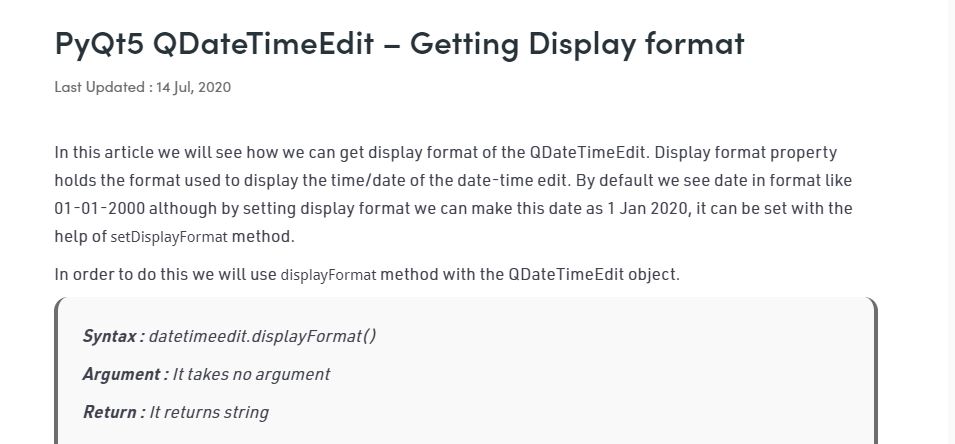 PyQt5 QDateTimeEdit – Getting Display format
Last Updated : 14 Jul, 2020
In this article we will see how we can get display format of the QDateTimeEdit. Display format property
holds the format used to display the time/date of the date-time edit. By default we see date in format like
01-01-2000 although by setting display format we can make this date as 1 Jan 2020, it can be set with the
help of setDisplayFormat method.
In order to do this we will use displayFormat method with the QDateTimeEdit object.
Syntax : datetimeedit.displayFormat()
Argument : It takes no argument
Return : It returns string